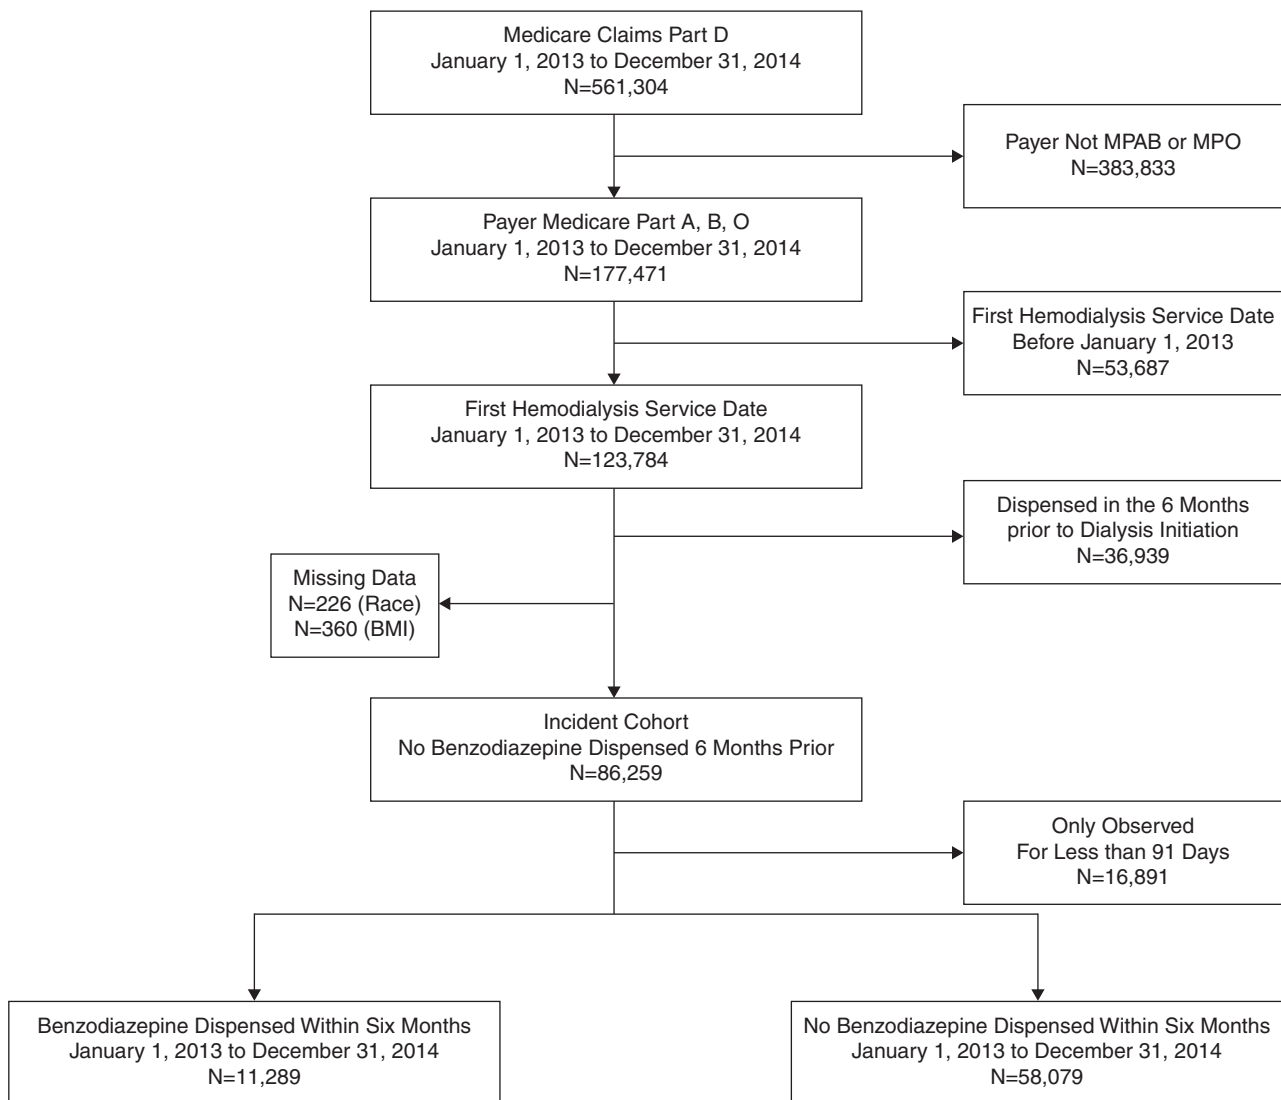 Medicare Claims Part D
January 1, 2013 to December 31, 2014
N=561,304
Payer Not MPAB or MPO
N=383,833
Payer Medicare Part A, B, O
January 1, 2013 to December 31, 2014
N=177,471
First Hemodialysis Service Date
Before January 1, 2013
N=53,687
First Hemodialysis Service Date
January 1, 2013 to December 31, 2014
N=123,784
Dispensed in the 6 Months
prior to Dialysis Initiation
N=36,939
Missing Data
N=226 (Race)
N=360 (BMI)
Incident Cohort
No Benzodiazepine Dispensed 6 Months Prior
N=86,259
Only Observed
For Less than 91 Days
N=16,891
Benzodiazepine Dispensed Within Six Months
January 1, 2013 to December 31, 2014
N=11,289
No Benzodiazepine Dispensed Within Six Months
January 1, 2013 to December 31, 2014
N=58,079